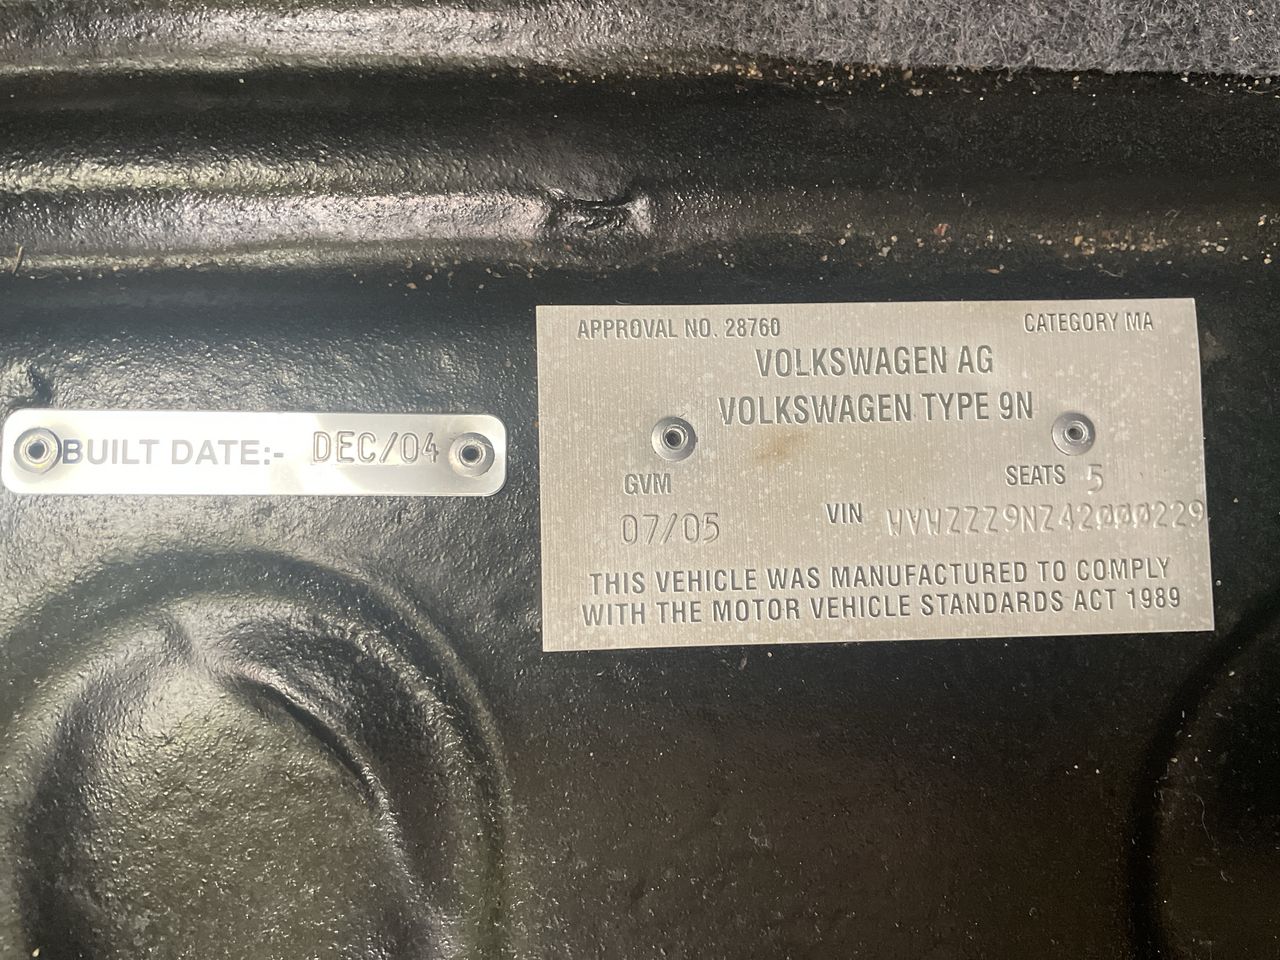 BUILT DATE:- DEC/04
APPROVAL NO. 28760 CATEGORY MA
VOLKSWAGEN AG
VOLKSWAGEN TYPE 9N
GVM SEATS 5
07/05 VIN WVWZZZ9NZ42000229
THIS VEHICLE WAS MANUFACTURED TO COMPLY
WITH THE MOTOR VEHICLE STANDARDS ACT 1989